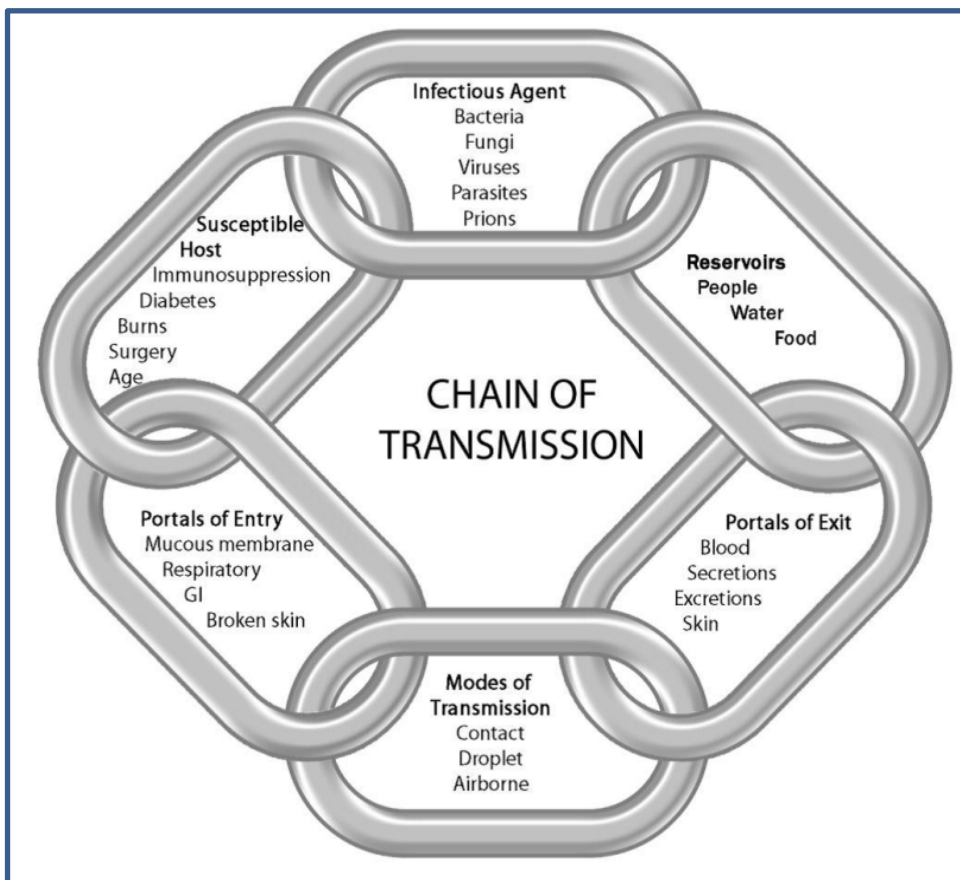 Infectious Agent
Bacteria
Fungi
Viruses
Parasites
Prions
Reservoirs
People
Water
Food
Portals of Exit
Blood
Secretions
Excretions
Skin
Modes of
Transmission
Contact
Droplet
Airborne
Portals of Entry
Mucous membrane
Respiratory
GI
Broken skin
Susceptible
Host
Immunosuppression
Diabetes
Burns
Surgery
Age
CHAIN OF
TRANSMISSION